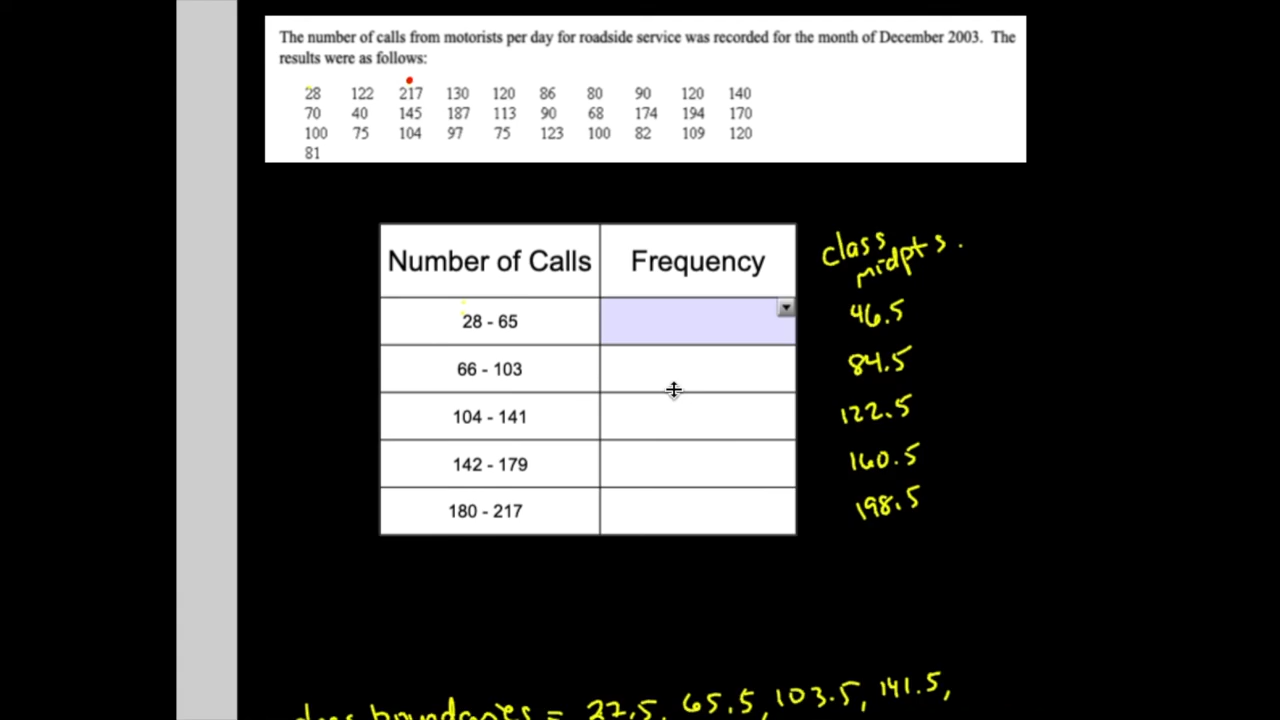 The number of calls from motorists per day for roadside service was recorded for the month of December 2003. The
results were as follows:
28 122 217 130 120 86 80 90 120 140
70 40 145 187 113 90 68 174 194 170
100 75 104 97 75 123 100 82 109 120
81
Number of Calls Frequency
28 - 65
66 - 103
104 - 141
142 - 179
180 - 217
class
midpts.
46.5
84.5
122.5
160.5
198.5
class boundaries = 27.5, 65.5, 103.5, 141.5,